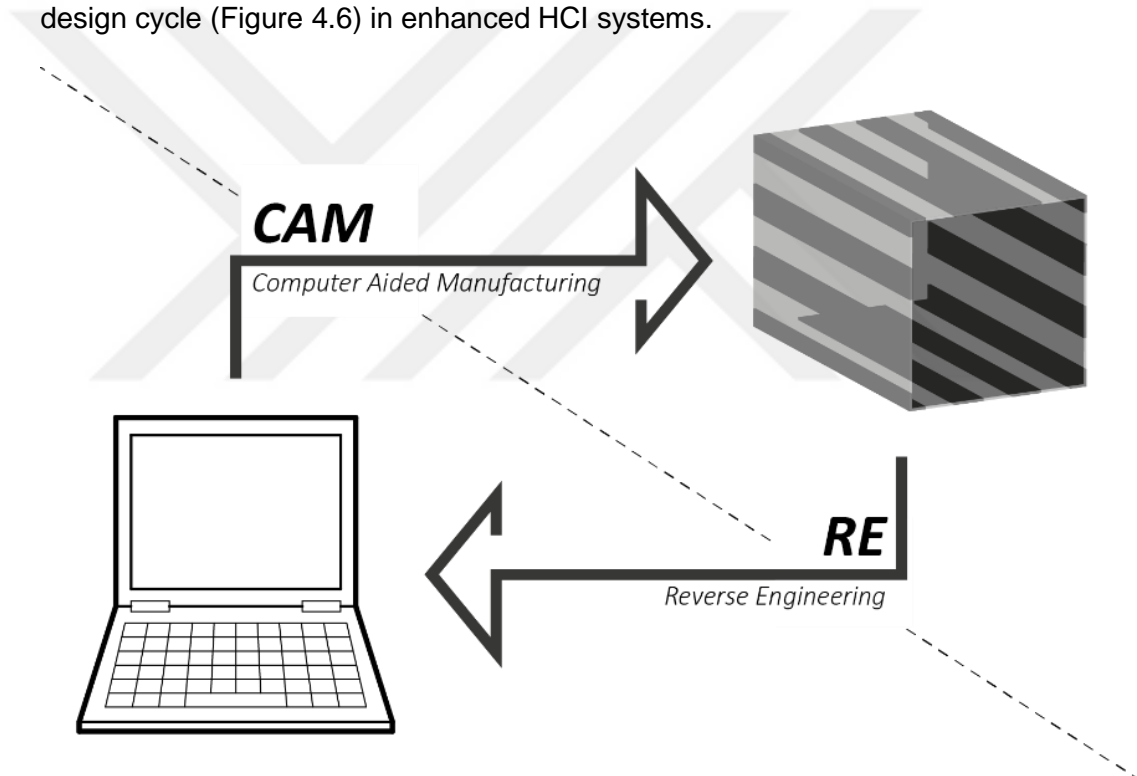 design cycle (Figure 4.6) in enhanced HCI systems.
CAM
Computer Aided Manufacturing
RE
Reverse Engineering